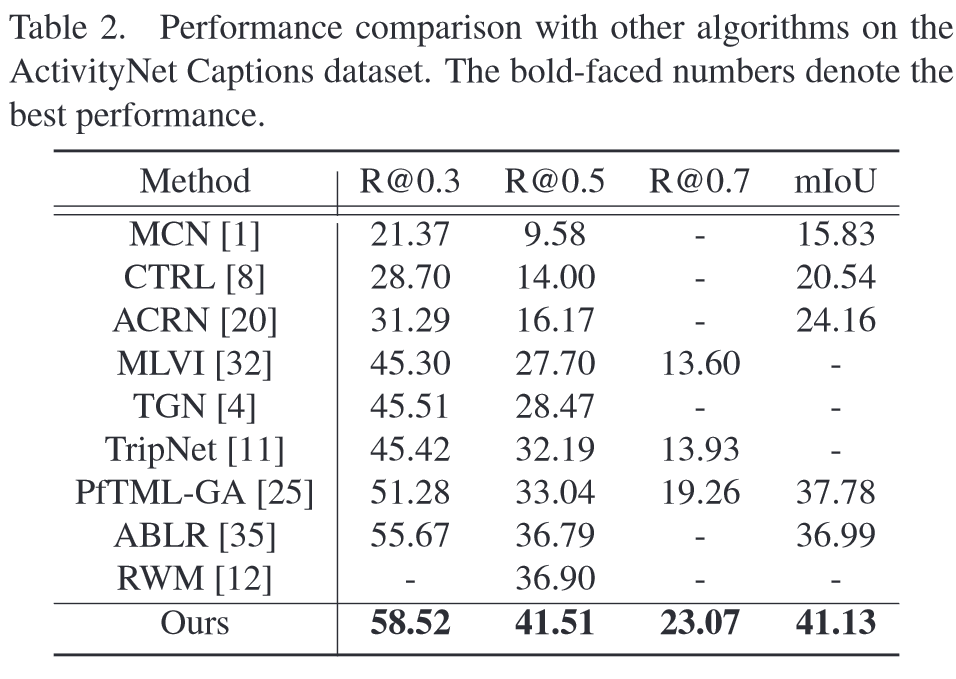 Table 2. Performance comparison with other algorithms on the
ActivityNet Captions dataset. The bold-faced numbers denote the
best performance.
Method R@0.3 R@0.5 R@0.7 mIoU
MCN [1] 21.37 9.58 - 15.83
CTRL [8] 28.70 14.00 - 20.54
ACRN [20] 31.29 16.17 - 24.16
MLVI [32] 45.30 27.70 13.60 -
TGN [4] 45.51 28.47 - -
TripNet [11] 45.42 32.19 13.93 -
PfTML-GA [25] 51.28 33.04 19.26 37.78
ABLR [35] 55.67 36.79 - 36.99
RWM [12] - 36.90 - -
Ours 58.52 41.51 23.07 41.13